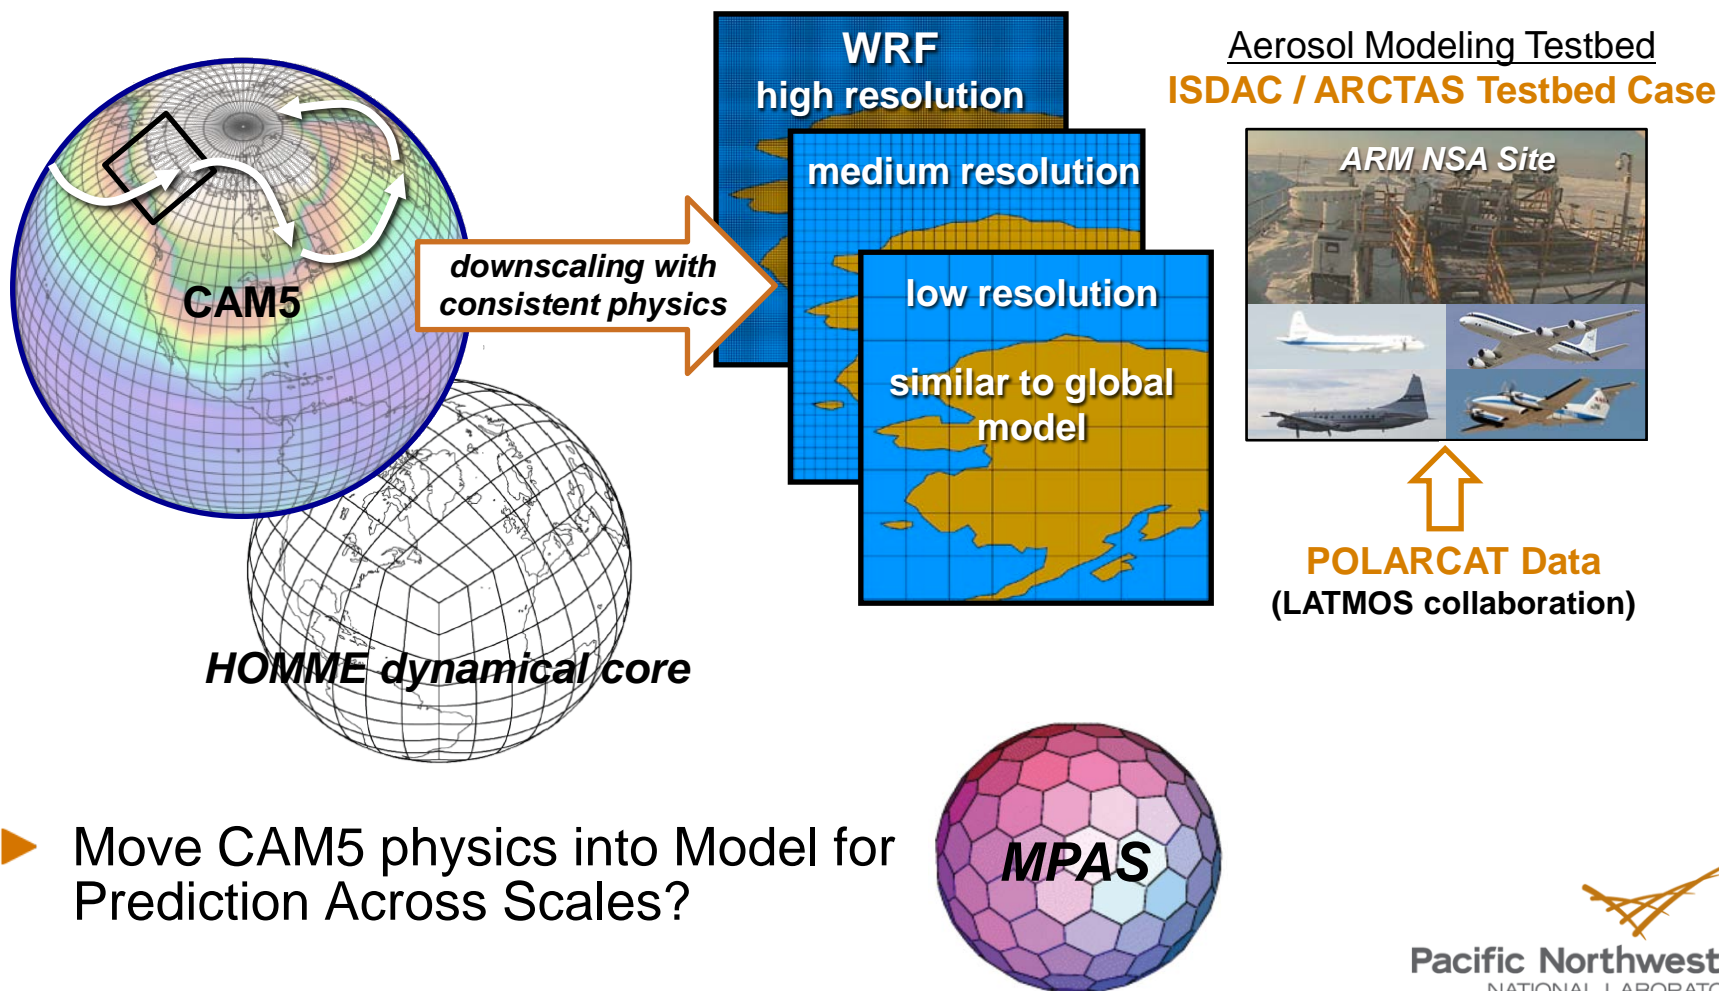 WRF
high resolution
medium resolution
low resolution
similar to global
model
Aerosol Modeling Testbed
ISDAC / ARCTAS Testbed Case
ARM NSA Site
CAM5
downscaling with
consistent physics
POLARCAT Data
(LATMOS collaboration)
HOMME dynamical core
Move CAM5 physics into Model for
Prediction Across Scales?
MPAS
Pacific Northwest
NATIONAL